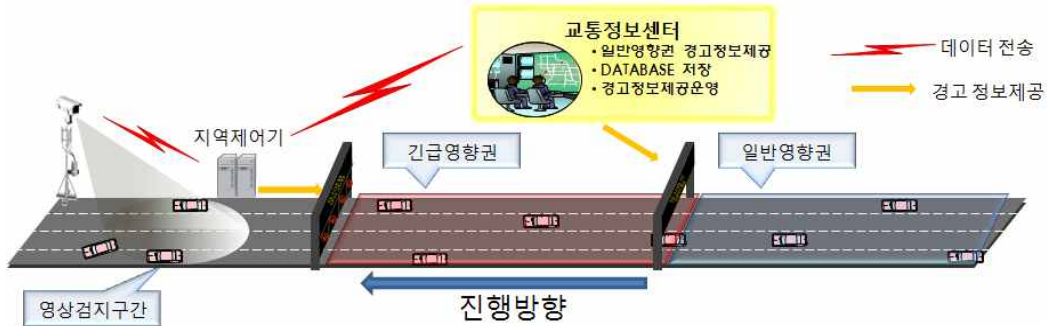 교통정보센터
• 일반영향권 경고정보제공
• DATABASE 저장
• 경고정보제공운영
데이터 전송
경고 정보제공
지역제어기
긴급영향권
일반영향권
영상검지구간
진행방향